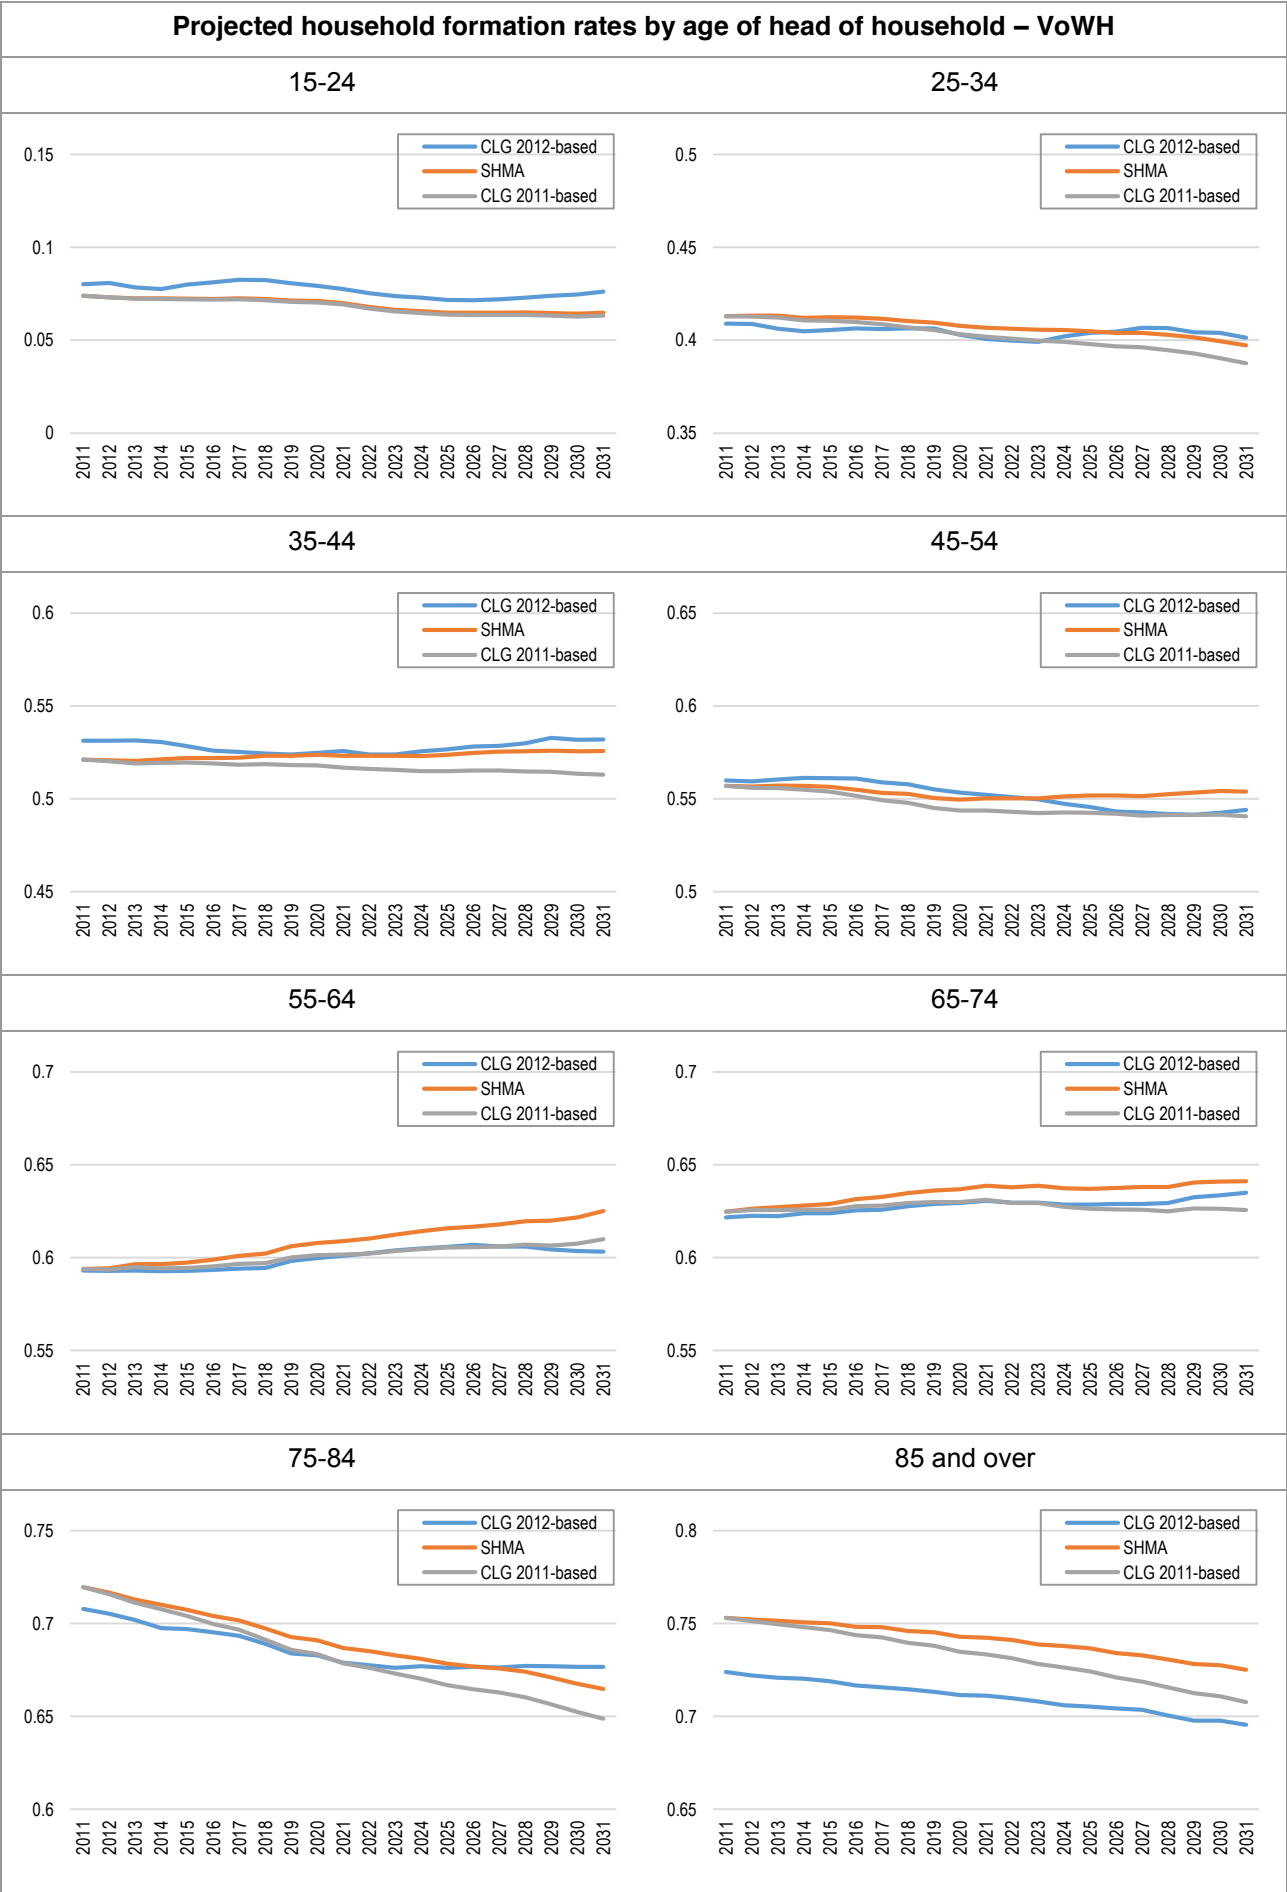 Projected household formation rates by age of head of household – VoWH
15-24
25-34
CLG 2012-based
SHMA
CLG 2011-based
0.15
0.1
0.05
0
2011 2012 2013 2014 2015 2016 2017 2018 2019 2020 2021 2022 2023 2024 2025 2026 2027 2028 2029 2030 2031
CLG 2012-based
SHMA
CLG 2011-based
0.5
0.45
0.4
0.35
2011 2012 2013 2014 2015 2016 2017 2018 2019 2020 2021 2022 2023 2024 2025 2026 2027 2028 2029 2030 2031
35-44
45-54
CLG 2012-based
SHMA
CLG 2011-based
0.6
0.55
0.5
0.45
2011 2012 2013 2014 2015 2016 2017 2018 2019 2020 2021 2022 2023 2024 2025 2026 2027 2028 2029 2030 2031
CLG 2012-based
SHMA
CLG 2011-based
0.65
0.6
0.55
0.5
2011 2012 2013 2014 2015 2016 2017 2018 2019 2020 2021 2022 2023 2024 2025 2026 2027 2028 2029 2030 2031
55-64
65-74
CLG 2012-based
SHMA
CLG 2011-based
0.7
0.65
0.6
0.55
2011 2012 2013 2014 2015 2016 2017 2018 2019 2020 2021 2022 2023 2024 2025 2026 2027 2028 2029 2030 2031
CLG 2012-based
SHMA
CLG 2011-based
0.7
0.65
0.6
0.55
2011 2012 2013 2014 2015 2016 2017 2018 2019 2020 2021 2022 2023 2024 2025 2026 2027 2028 2029 2030 2031
75-84
85 and over
CLG 2012-based
SHMA
CLG 2011-based
0.75
0.7
0.65
0.6
2011 2012 2013 2014 2015 2016 2017 2018 2019 2020 2021 2022 2023 2024 2025 2026 2027 2028 2029 2030 2031
CLG 2012-based
SHMA
CLG 2011-based
0.8
0.75
0.7
0.65
2011 2012 2013 2014 2015 2016 2017 2018 2019 2020 2021 2022 2023 2024 2025 2026 2027 2028 2029 2030 2031